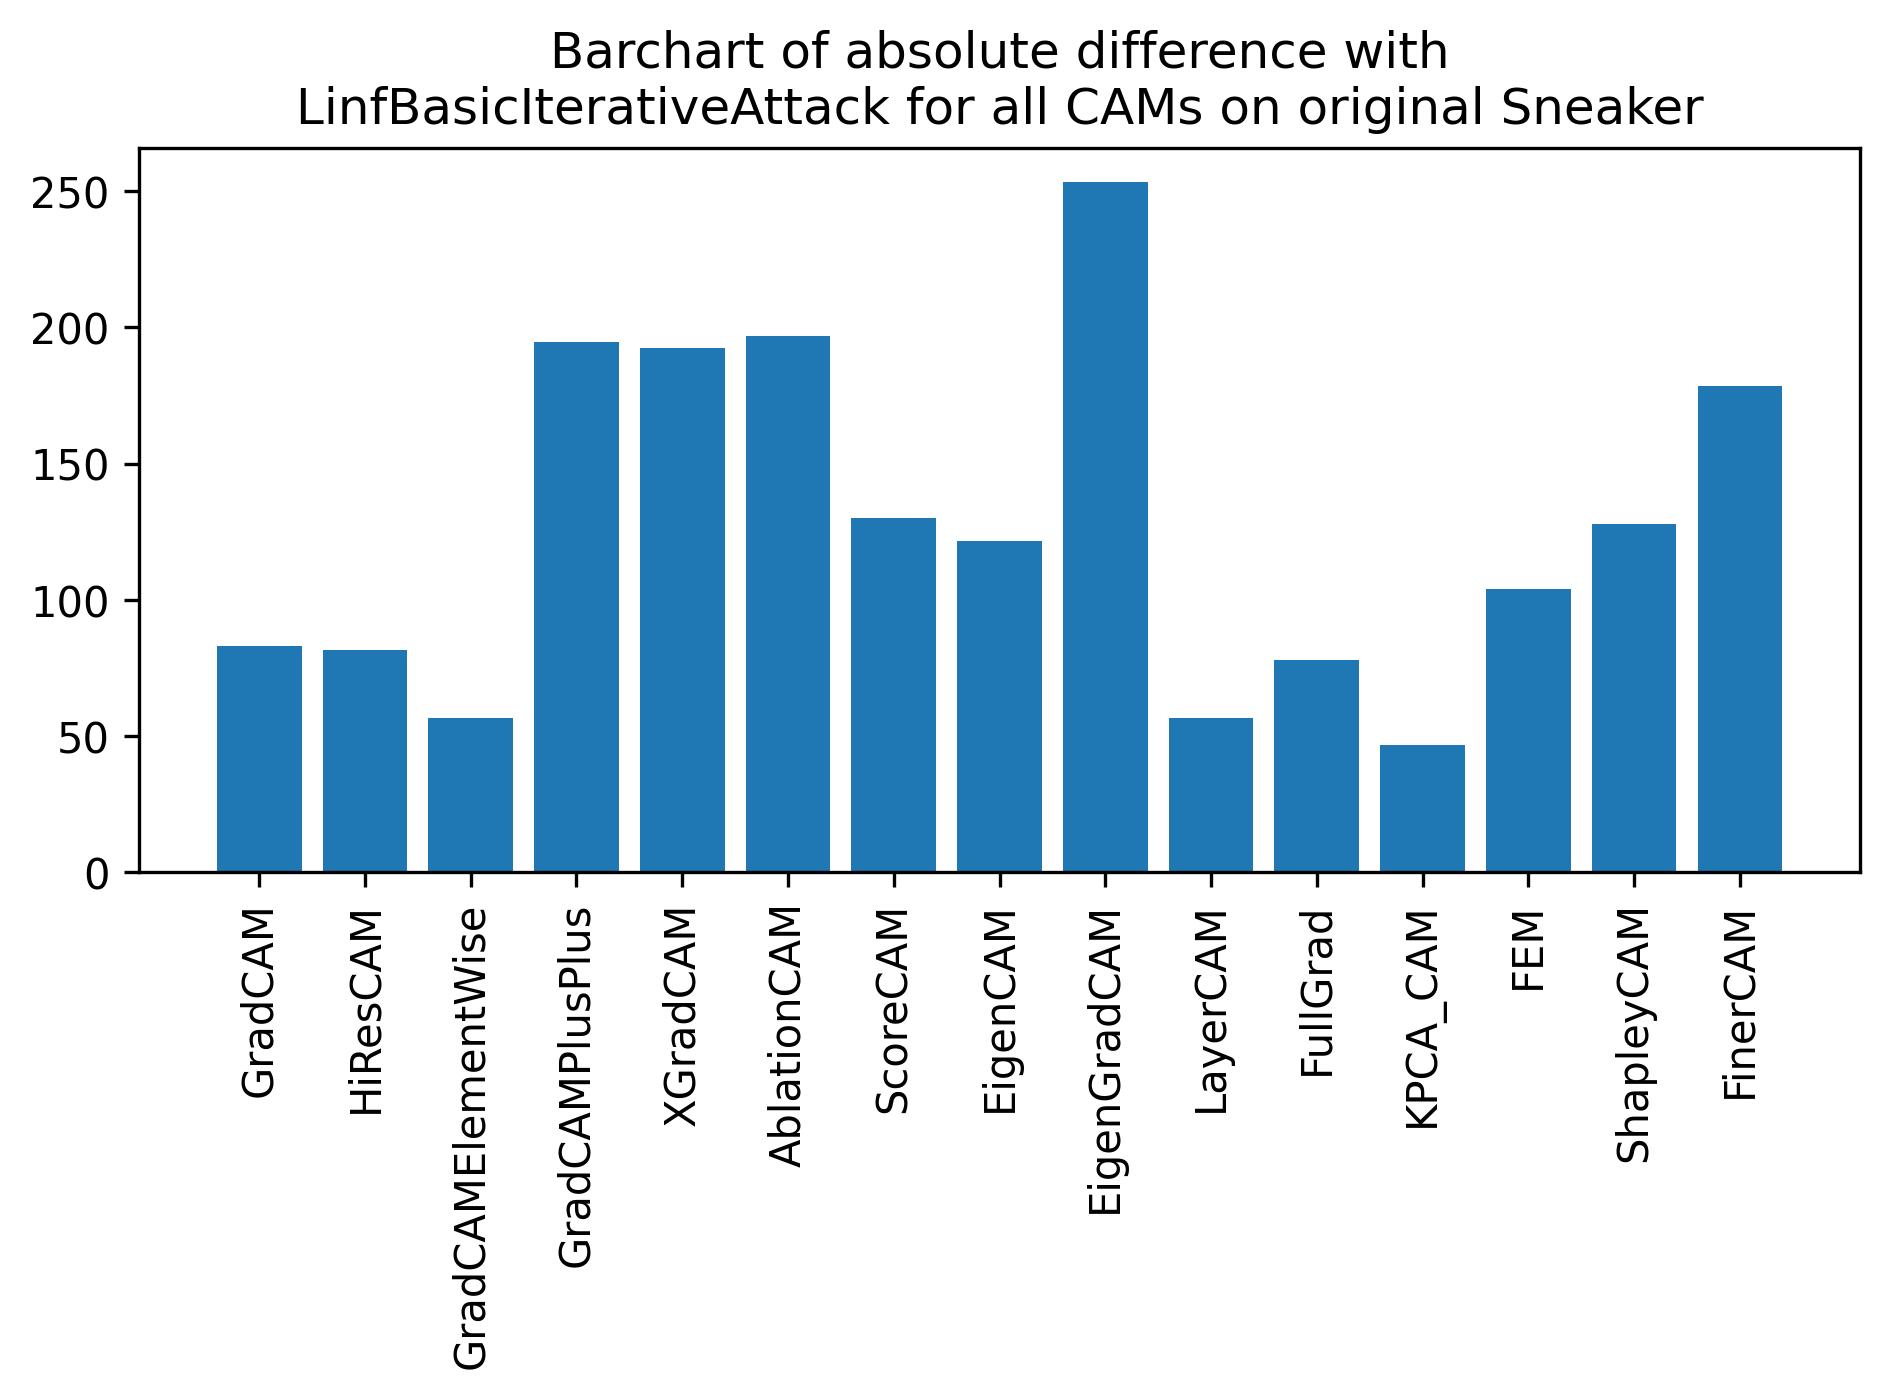 Barchart of absolute difference with
LinfBasicIterativeAttack for all CAMs on original Sneaker
250
200
150
100
50
0
GradCAM
HiResCAM
GradCAMElementWise
GradCAMPlusPlus
XGradCAM
AblationCAM
ScoreCAM
EigenCAM
EigenGradCAM
LayerCAM
FullGrad
KPCA_CAM
FEM
ShapleyCAM
FinerCAM